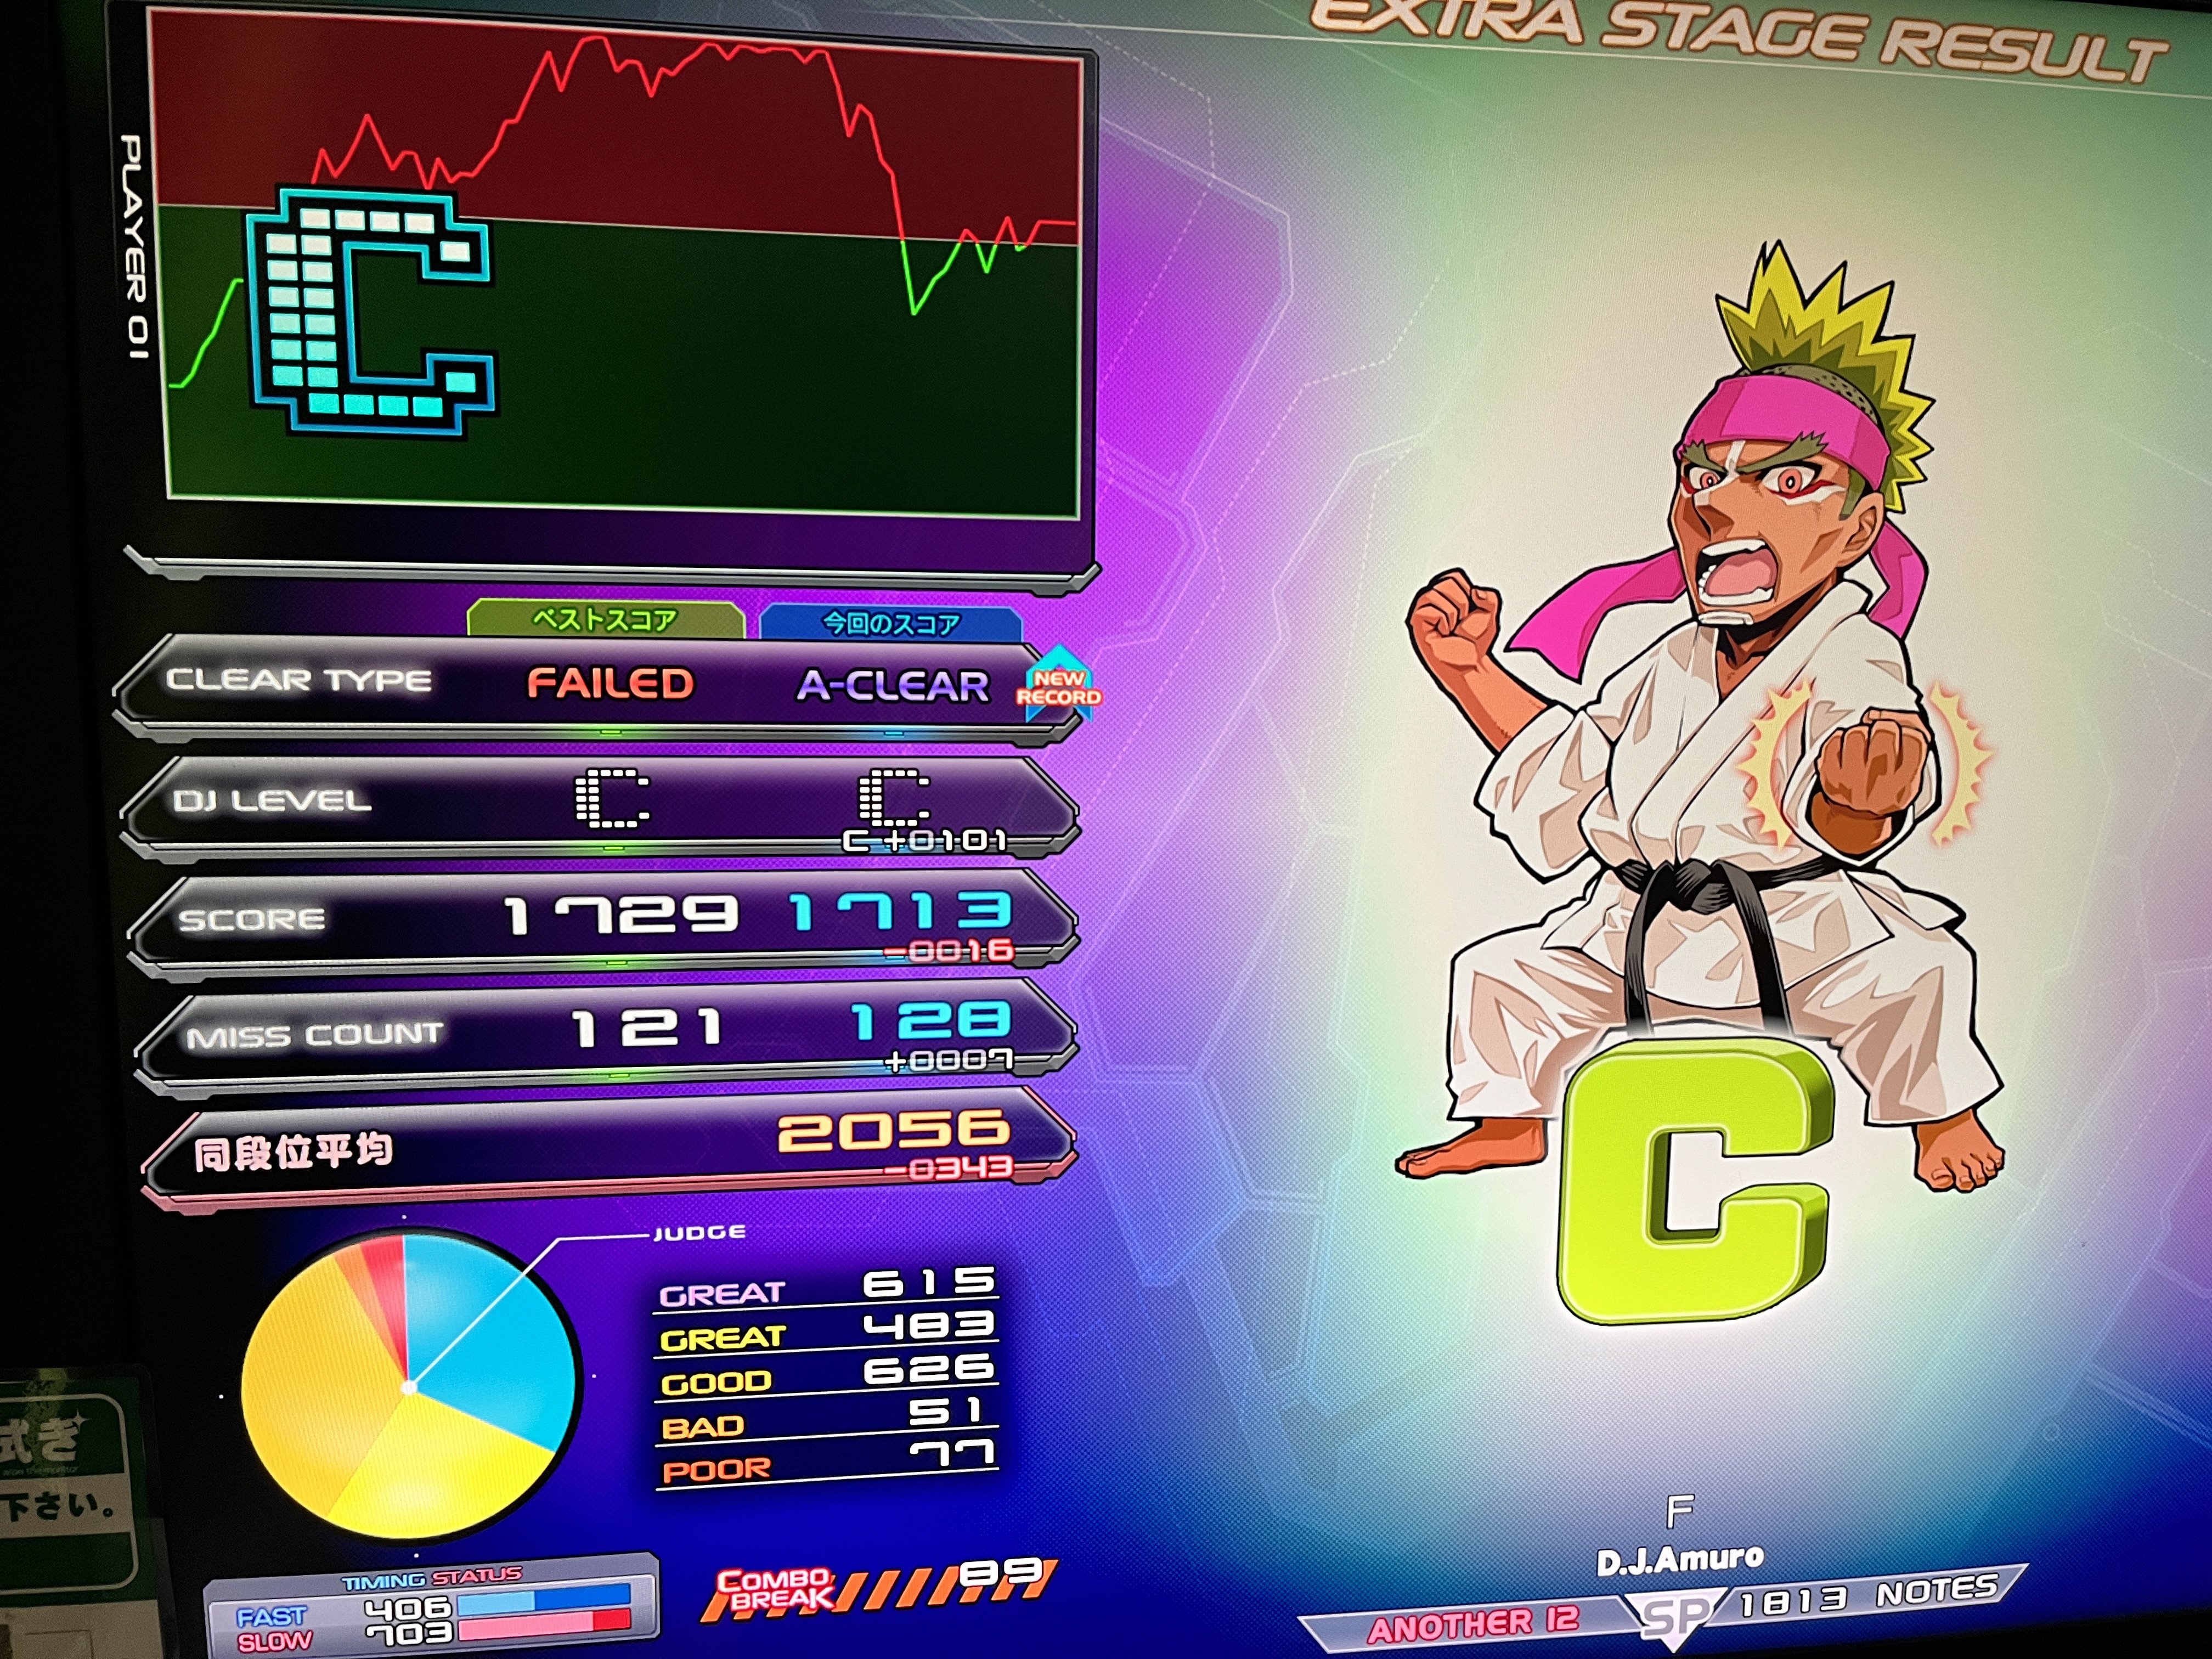 EXTRA STAGE RESULT
PLAYER 01
C
ベストスコア 今回のスコア
CLEAR TYPE FAILED A-CLEAR NEW RECORD
DJ LEVEL C C
C +0101
SCORE 1729 1713
-0016
MISS COUNT 121 128
+0007
同段位平均 2056
-0343
JUDGE
GREAT 615
GREAT 483
GOOD 626
BAD 51
POOR 77
TIMING STATUS
FAST 406
SLOW 703
COMBO BREAK 89
C
F
D.J.Amuro
ANOTHER 12 SP 1813 NOTES
拭き
下さい。